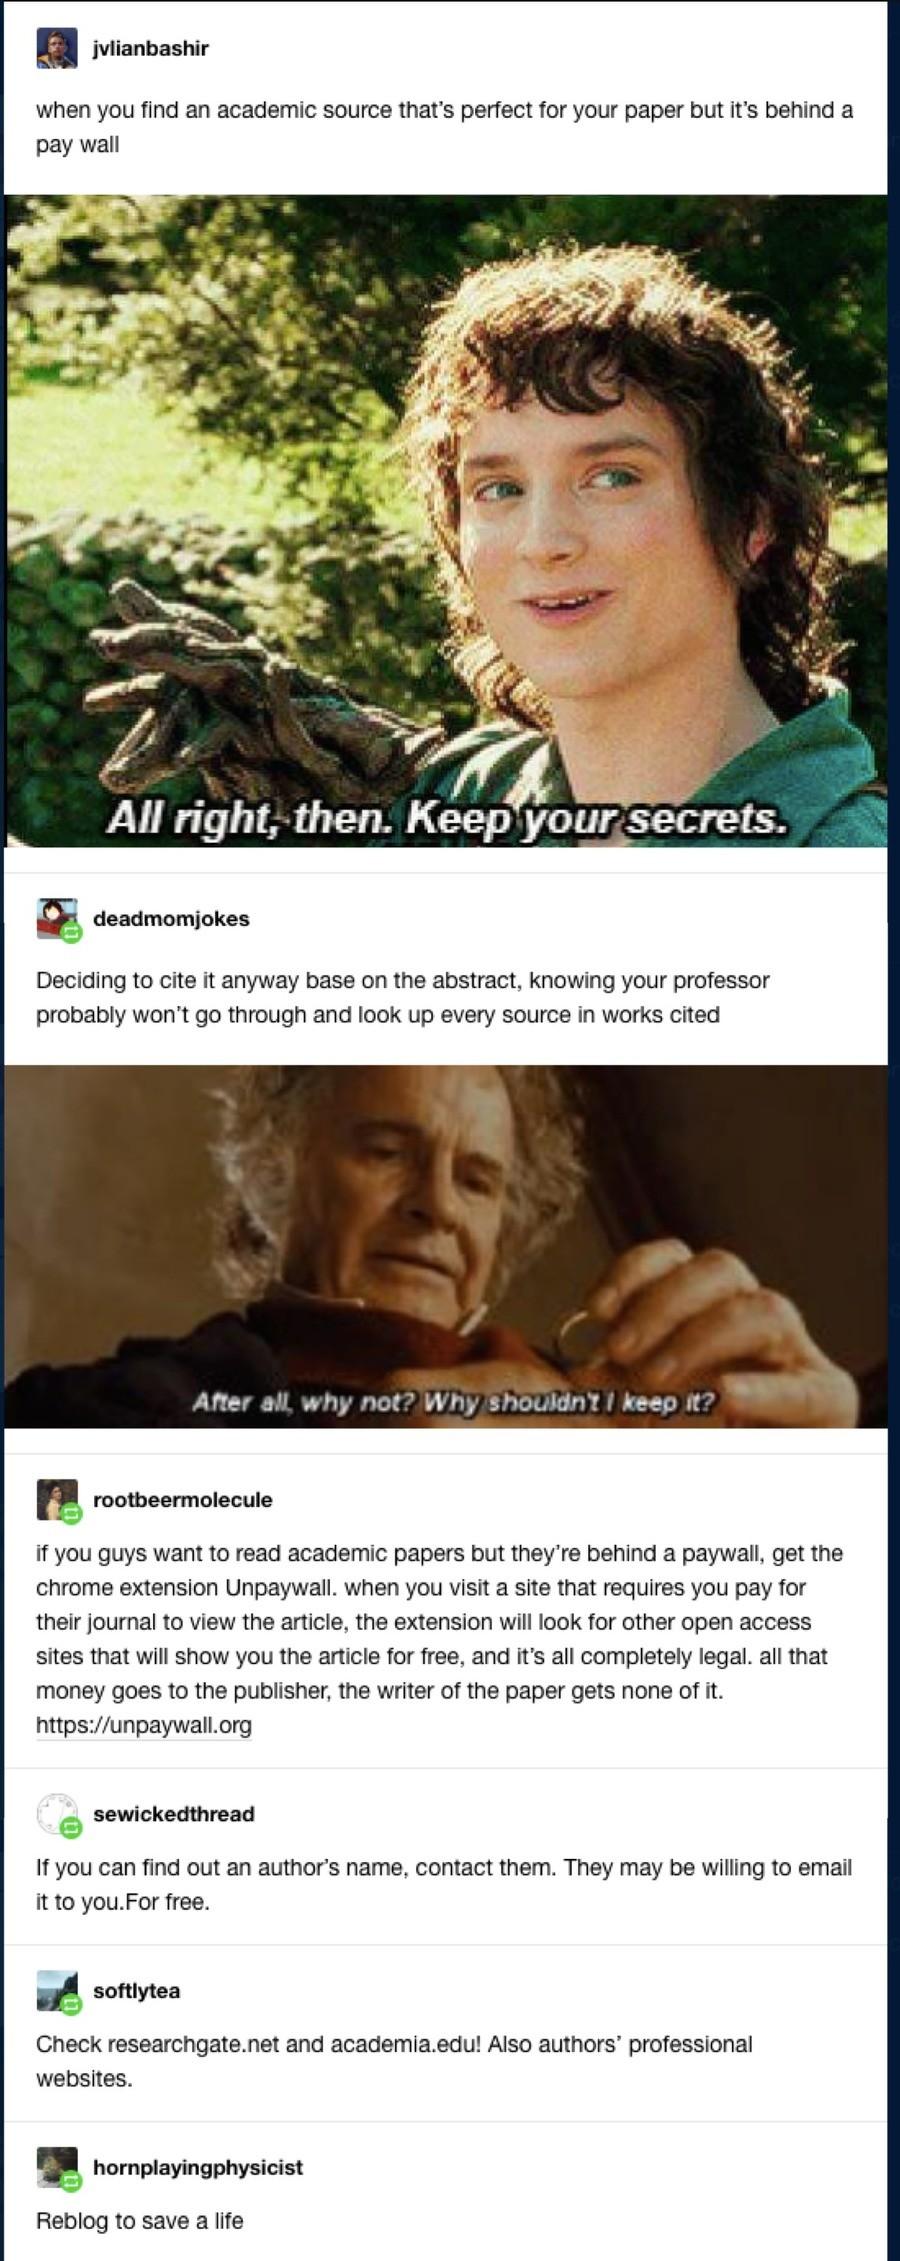 jvlianbashir
when you find an academic source that's perfect for your paper but it's behind a
pay wall
All right, then. Keep your secrets.
deadmomjokes
Deciding to cite it anyway base on the abstract, knowing your professor
probably won't go through and look up every source in works cited
After all, why not? Why shouldn't I keep it?
rootbeermolecule
if you guys want to read academic papers but they're behind a paywall, get the
chrome extension Unpaywall. when you visit a site that requires you pay for
their journal to view the article, the extension will look for other open access
sites that will show you the article for free, and it's all completely legal. all that
money goes to the publisher, the writer of the paper gets none of it.
https://unpaywall.org
sewickedthread
If you can find out an author's name, contact them. They may be willing to email
it to you.For free.
softlytea
Check researchgate.net and academia.edu! Also authors' professional
websites.
hornplayingphysicist
Reblog to save a life